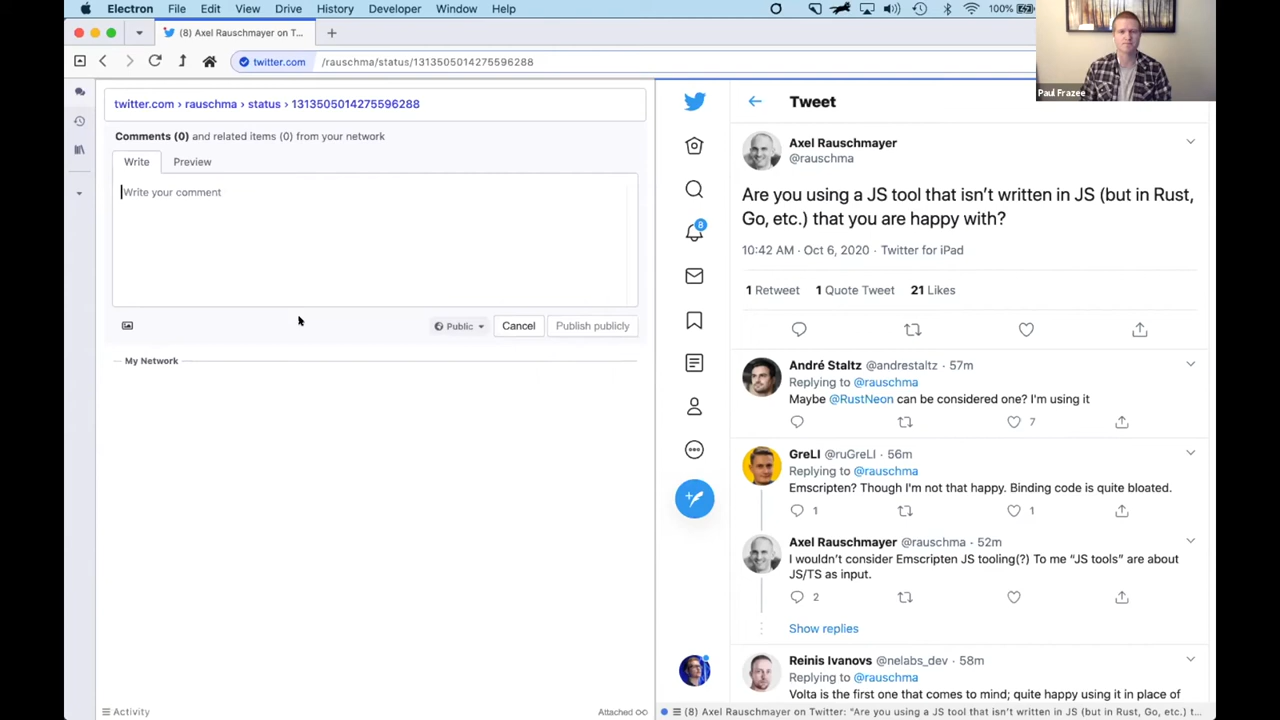 Electron File Edit View Drive History Developer Window Help
100%
(8) Axel Rauschmayer on T...
twitter.com /rauschma/status/1313505014275596288
Paul Frazee
twitter.com › rauschma › status › 1313505014275596288
Comments (0) and related items (0) from your network
Write Preview
Write your comment
Public Cancel Publish publicly
My Network
Activity
Attached
Tweet
8
Axel Rauschmayer
@rauschma
Are you using a JS tool that isn’t written in JS (but in Rust,
Go, etc.) that you are happy with?
10:42 AM · Oct 6, 2020 · Twitter for iPad
1 Retweet 1 Quote Tweet 21 Likes
André Staltz @andrestaltz · 57m
Replying to @rauschma
Maybe @RustNeon can be considered one? I'm using it
7
GreLI @ruGreLI · 56m
Replying to @rauschma
Emscripten? Though I'm not that happy. Binding code is quite bloated.
1 1
Axel Rauschmayer @rauschma · 52m
I wouldn’t consider Emscripten JS tooling(?) To me “JS tools” are about
JS/TS as input.
2
Show replies
Reinis Ivanovs @nelabs_dev · 58m
Replying to @rauschma
Volta is the first one that comes to mind; quite happy using it in place of
(8) Axel Rauschmayer on Twitter: "Are you using a JS tool that isn’t written in JS (but in Rust, Go, etc.) t...